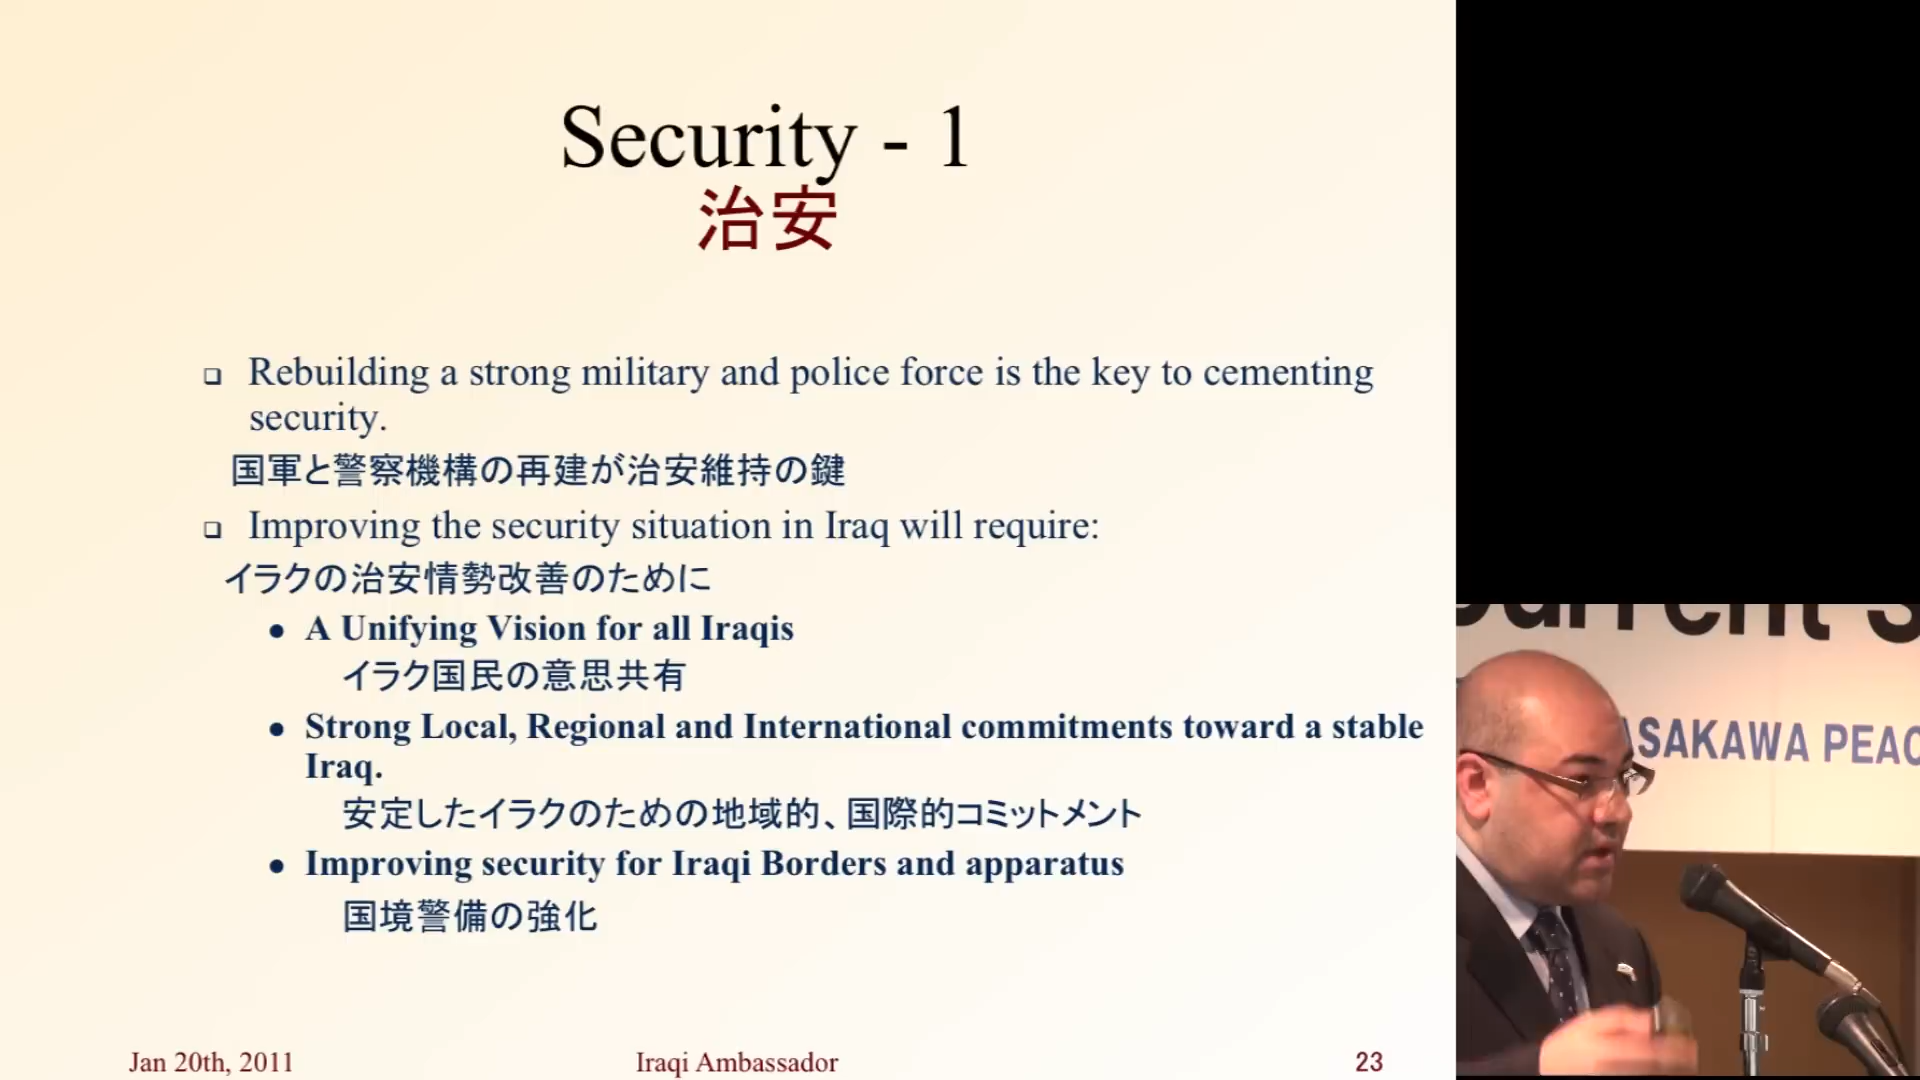 Security - 1
治安
Rebuilding a strong military and police force is the key to cementing
security.
国軍と警察機構の再建が治安維持の鍵
Improving the security situation in Iraq will require:
イラクの治安情勢改善のために
A Unifying Vision for all Iraqis
イラク国民の意思共有
Strong Local, Regional and International commitments toward a stable
Iraq.
安定したイラクのための地域的、国際的コミットメント
Improving security for Iraqi Borders and apparatus
国境警備の強化
Jan 20th, 2011
Iraqi Ambassador
23
Current S
ASAKAWA PEAC